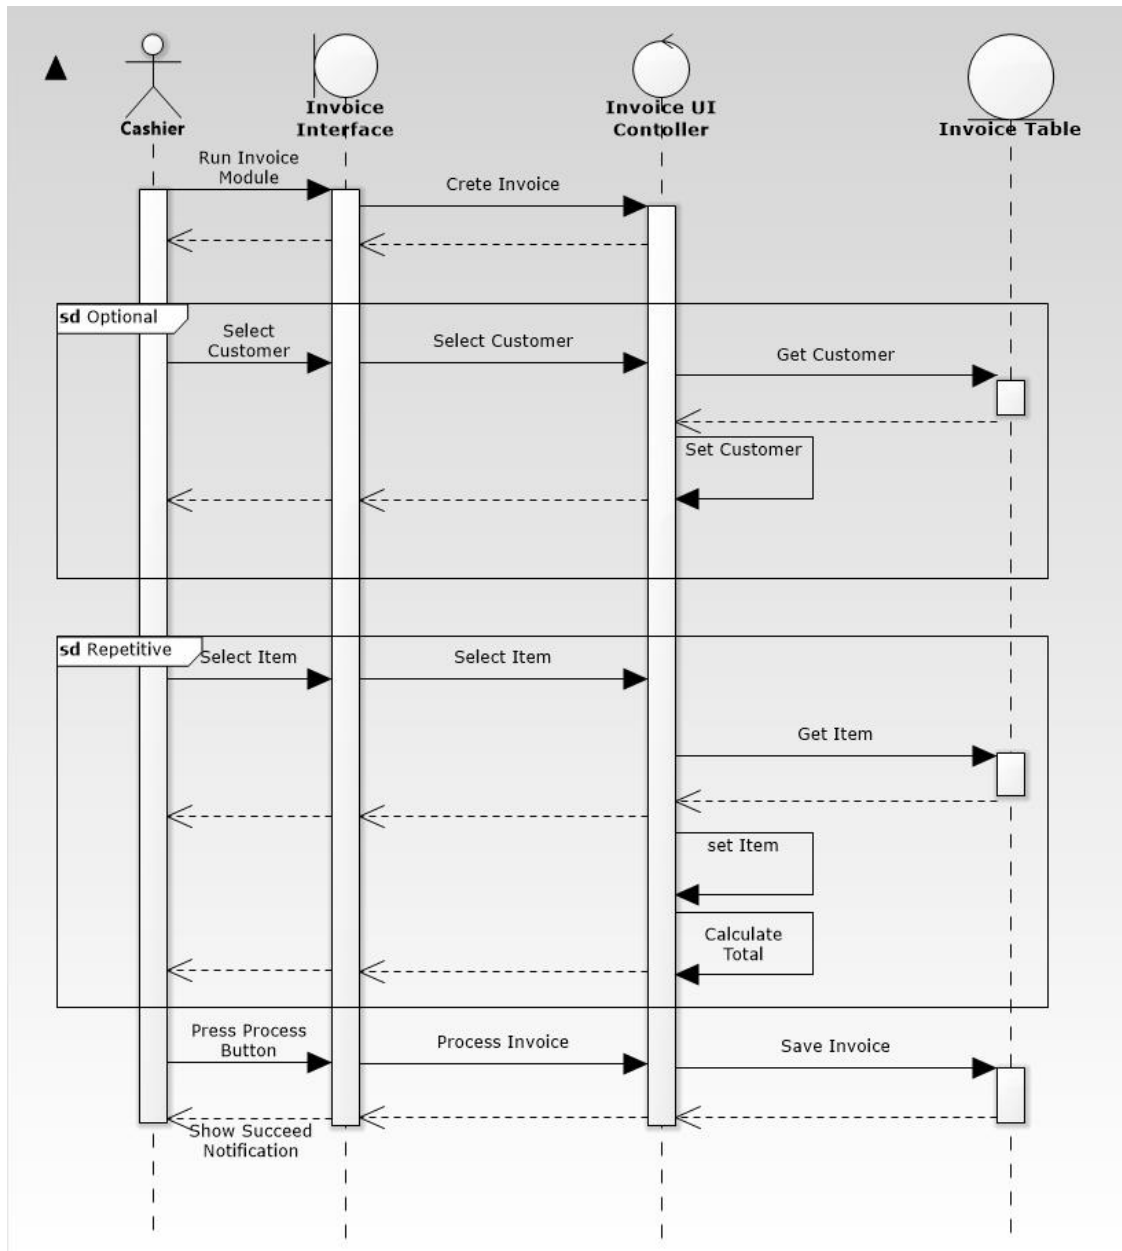 Cashier
Invoice
Interface
Invoice UI
Contoller
Invoice Table
Run Invoice
Module
Crete Invoice
sd Optional
Select
Customer
Select Customer
Get Customer
Set Customer
sd Repetitive
Select Item
Select Item
Get Item
set Item
Calculate
Total
Press Process
Button
Process Invoice
Save Invoice
Show Succeed
Notification